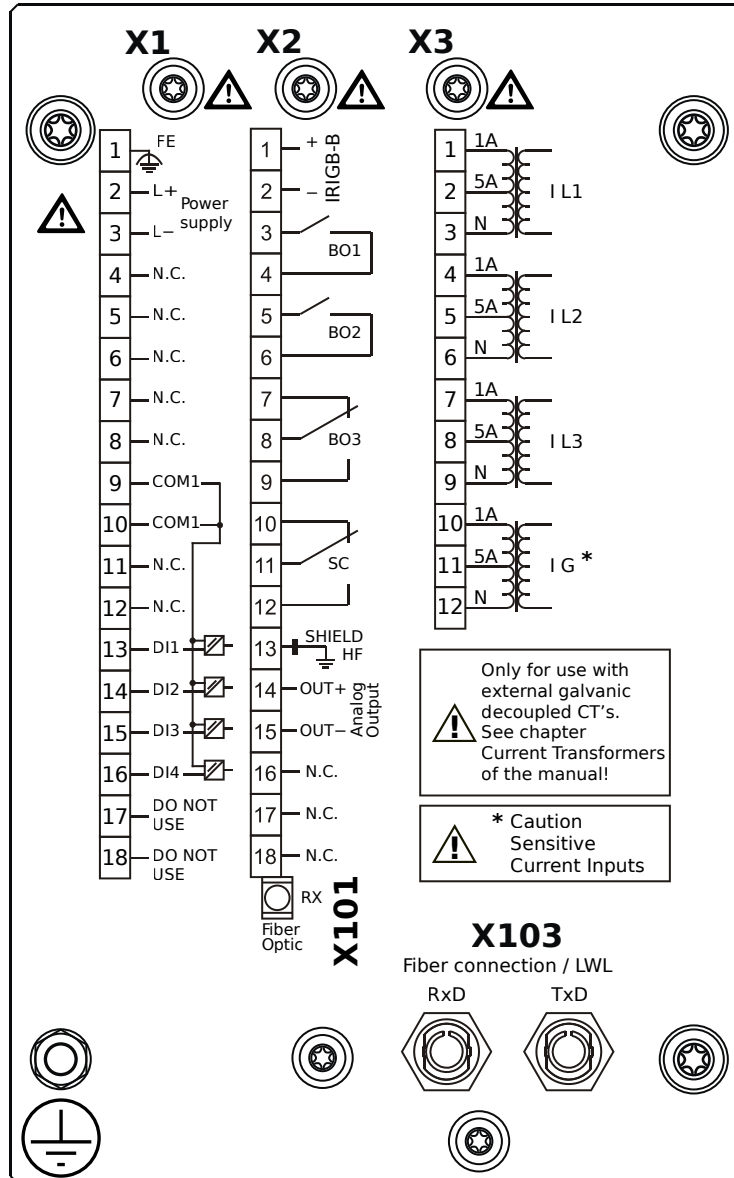 X1
1 FE
2 L+ Power
supply
3 L−
4 N.C.
5 N.C.
6 N.C.
7 N.C.
8 N.C.
9 COM1
10 COM1
11 N.C.
12 N.C.
13 DI1
14 DI2
15 DI3
16 DI4
17 DO NOT
USE
18 DO NOT
USE
X2
1 +
2 −
IRIGB-B
3
BO1
4
5
BO2
6
7
8 BO3
9
10
11 SC
12
13 SHIELD
HF
14 OUT+
15 OUT−
Analog
Output
16 N.C.
17 N.C.
18 N.C.
RX
Fiber
Optic
X101
X3
1 1A
2 5A I L1
3 N
4 1A
5 5A I L2
6 N
7 1A
8 5A I L3
9 N
10 1A
11 5A I G *
12 N
! Only for use with
external galvanic
decoupled CT's.
See chapter
Current Transformers
of the manual!
! * Caution
Sensitive
Current Inputs
X103
Fiber connection / LWL
RxD TxD